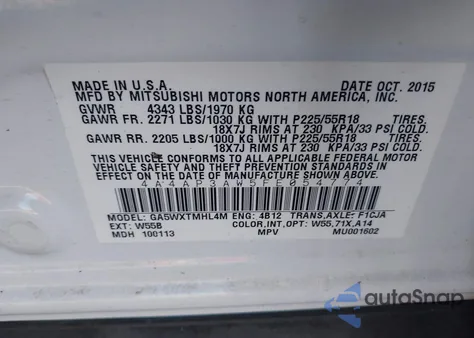 MADE IN U.S.A. DATE OCT. 2015
MFD BY MITSUBISHI MOTORS NORTH AMERICA, INC.
GVWR 4343 LBS/1970 KG
GAWR FR. 2271 LBS/1030 KG WITH P225/55R18 TIRES.
18X7J RIMS AT 230 KPA/33 PSI COLD.
GAWR RR. 2205 LBS/1000 KG WITH P225/55R18 TIRES.
18X7J RIMS AT 230 KPA/33 PSI COLD.
THIS VEHICLE CONFORMS TO ALL APPLICABLE FEDERAL MOTOR
VEHICLE SAFETY AND THEFT PREVENTION STANDARDS IN EFFECT
ON THE DATE OF MANUFACTURE SHOWN ABOVE.
4A4AP3AW5FE054774
MODEL: GA5WXTMHL4M ENG: 4B12 TRANS,AXLE: F1CJA
EXT: W55B COLOR,INT,OPT: W55,71X,A14
MDH 100113 MPV MU001602
autoSnap